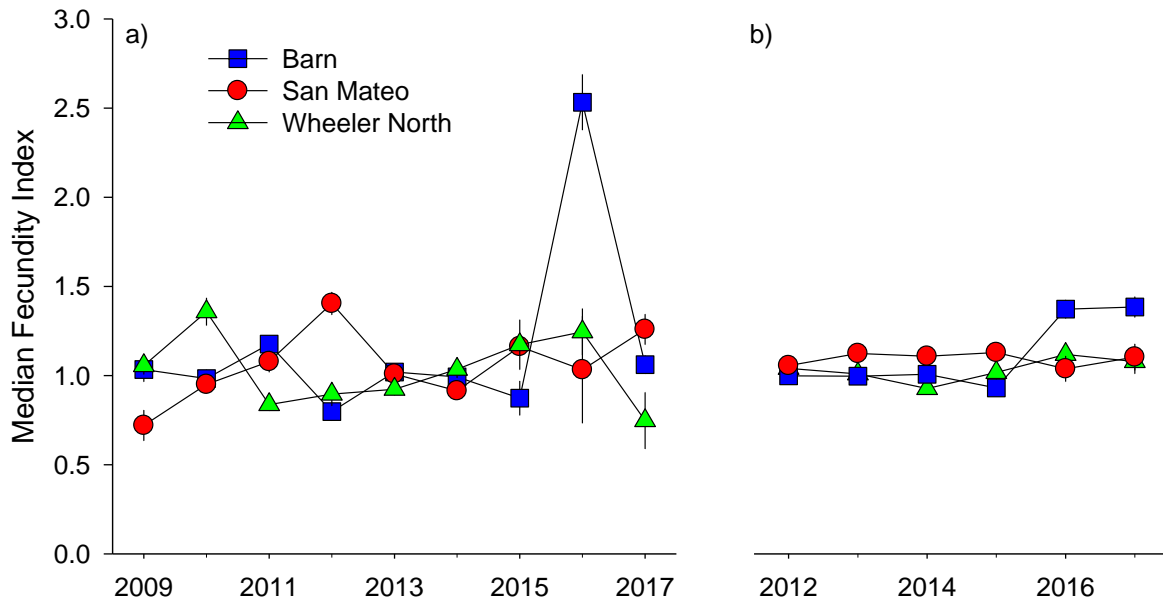 Median Fecundity Index
3.0
2.5
2.0
1.5
1.0
0.5
0.0
a)
Barn
San Mateo
Wheeler North
2009 2011 2013 2015 2017
b)
2012 2014 2016